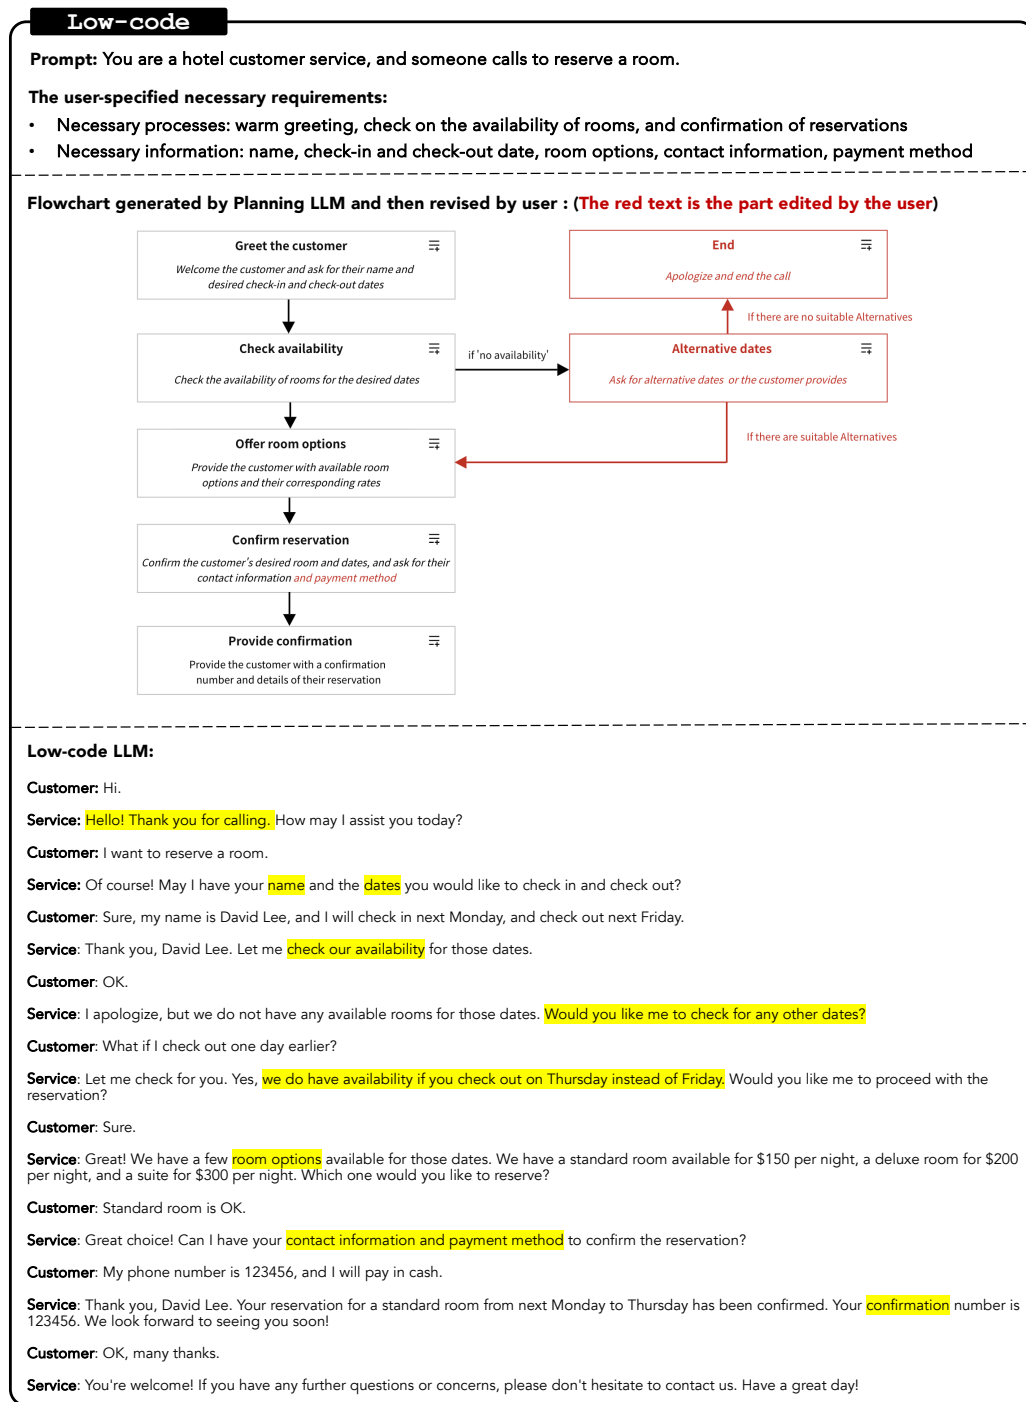 Low-code
Prompt: You are a hotel customer service, and someone calls to reserve a room.
The user-specified necessary requirements:
• Necessary processes: warm greeting, check on the availability of rooms, and confirmation of reservations
• Necessary information: name, check-in and check-out date, room options, contact information, payment method
Flowchart generated by Planning LLM and then revised by user : (The red text is the part edited by the user)
Greet the customer
Welcome the customer and ask for their name and
desired check-in and check-out dates
End
Apologize and end the call
If there are no suitable Alternatives
Check availability
Check the availability of rooms for the desired dates
if 'no availability'
Alternative dates
Ask for alternative dates or the customer provides
If there are suitable Alternatives
Offer room options
Provide the customer with available room
options and their corresponding rates
Confirm reservation
Confirm the customer's desired room and dates, and ask for their
contact information and payment method
Provide confirmation
Provide the customer with a confirmation
number and details of their reservation
Low-code LLM:
Customer: Hi.
Service: Hello! Thank you for calling. How may I assist you today?
Customer: I want to reserve a room.
Service: Of course! May I have your name and the dates you would like to check in and check out?
Customer: Sure, my name is David Lee, and I will check in next Monday, and check out next Friday.
Service: Thank you, David Lee. Let me check our availability for those dates.
Customer: OK.
Service: I apologize, but we do not have any available rooms for those dates. Would you like me to check for any other dates?
Customer: What if I check out one day earlier?
Service: Let me check for you. Yes, we do have availability if you check out on Thursday instead of Friday. Would you like me to proceed with the
reservation?
Customer: Sure.
Service: Great! We have a few room options available for those dates. We have a standard room available for $150 per night, a deluxe room for $200
per night, and a suite for $300 per night. Which one would you like to reserve?
Customer: Standard room is OK.
Service: Great choice! Can I have your contact information and payment method to confirm the reservation?
Customer: My phone number is 123456, and I will pay in cash.
Service: Thank you, David Lee. Your reservation for a standard room from next Monday to Thursday has been confirmed. Your confirmation number is
123456. We look forward to seeing you soon!
Customer: OK, many thanks.
Service: You're welcome! If you have any further questions or concerns, please don't hesitate to contact us. Have a great day!